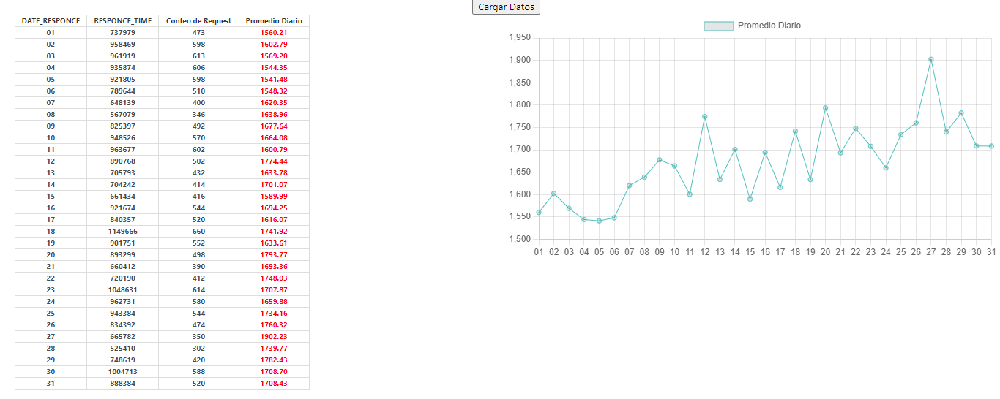 Cargar Datos
DATE_RESPONCE RESPONCE_TIME Conteo de Request Promedio Diario
01 737979 473 1560.21
02 958469 598 1602.79
03 961919 613 1569.20
04 935874 606 1544.35
05 921805 598 1541.48
06 789644 510 1548.32
07 648139 400 1620.35
08 567079 346 1638.96
09 825397 492 1677.64
10 948526 570 1664.08
11 963677 602 1600.79
12 890768 502 1774.44
13 705793 432 1633.78
14 704242 414 1701.07
15 661434 416 1589.99
16 921674 544 1694.25
17 840357 520 1616.07
18 1149666 660 1741.92
19 901751 552 1633.61
20 893299 498 1793.77
21 660412 390 1693.36
22 720190 412 1748.03
23 1048631 614 1707.87
24 962731 580 1659.88
25 943384 544 1734.16
26 834392 474 1760.32
27 665782 350 1902.23
28 525410 302 1739.77
29 748619 420 1782.43
30 1004713 588 1708.70
31 888384 520 1708.43
Promedio Diario
1,950
1,900
1,850
1,800
1,750
1,700
1,650
1,600
1,550
1,500
01 02 03 04 05 06 07 08 09 10 11 12 13 14 15 16 17 18 19 20 21 22 23 24 25 26 27 28 29 30 31